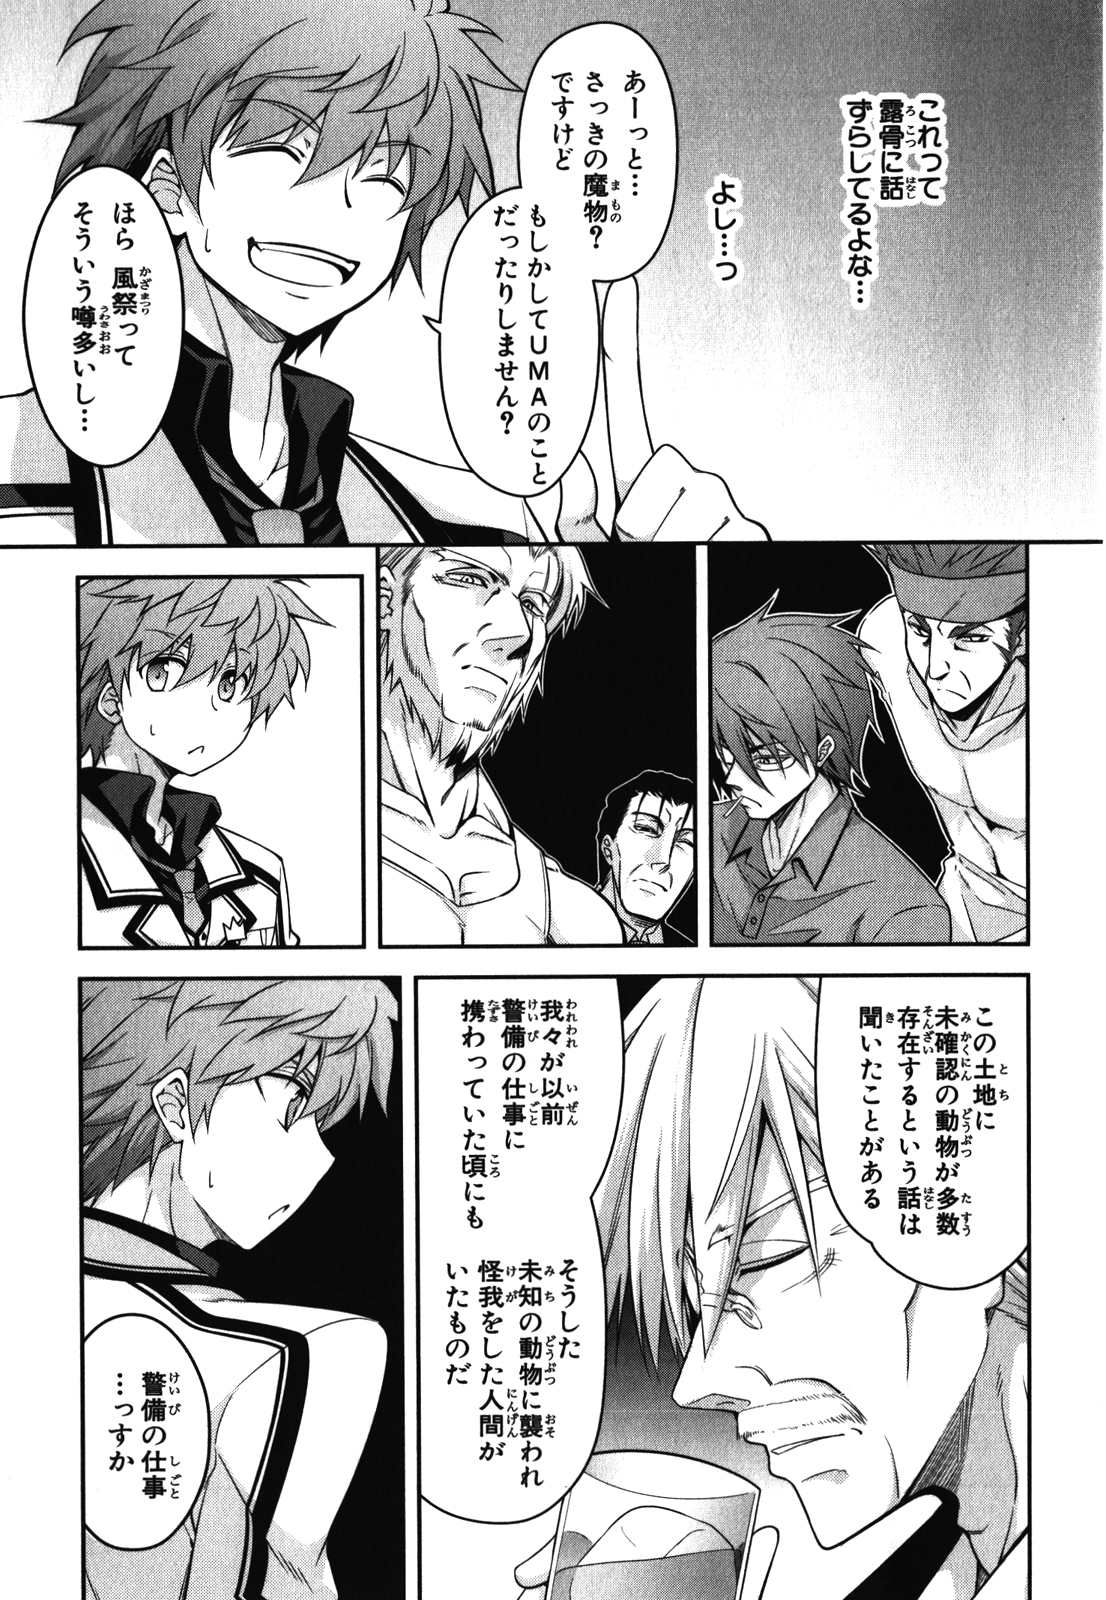 これって
露骨に話
ずらしてるよな…
よし…っ
あーっと…
さっきの魔物?
ですけど
もしかしてUMAのこと
だったりしません?
ほら 風祭って
そういう噂多いし…
この土地に
未確認の動物が多数
存在するという話は
聞いたことがある
我々が以前
警備の仕事に
携わっていた頃にも
そうした
未知の動物に襲われ
怪我をした人間が
いたものだ
警備の仕事
…っすか